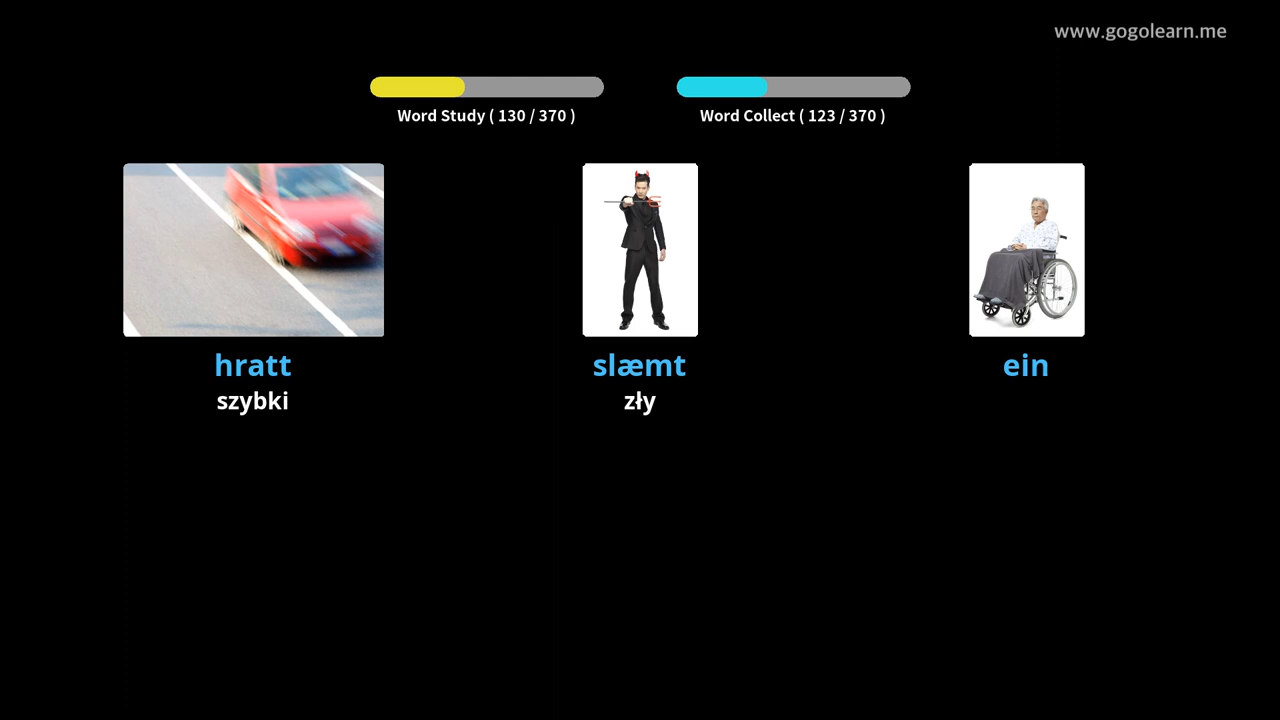 www.gogolearn.me
Word Study ( 130 / 370 )
Word Collect ( 123 / 370 )
hratt
szybki
slæmt
zły
ein